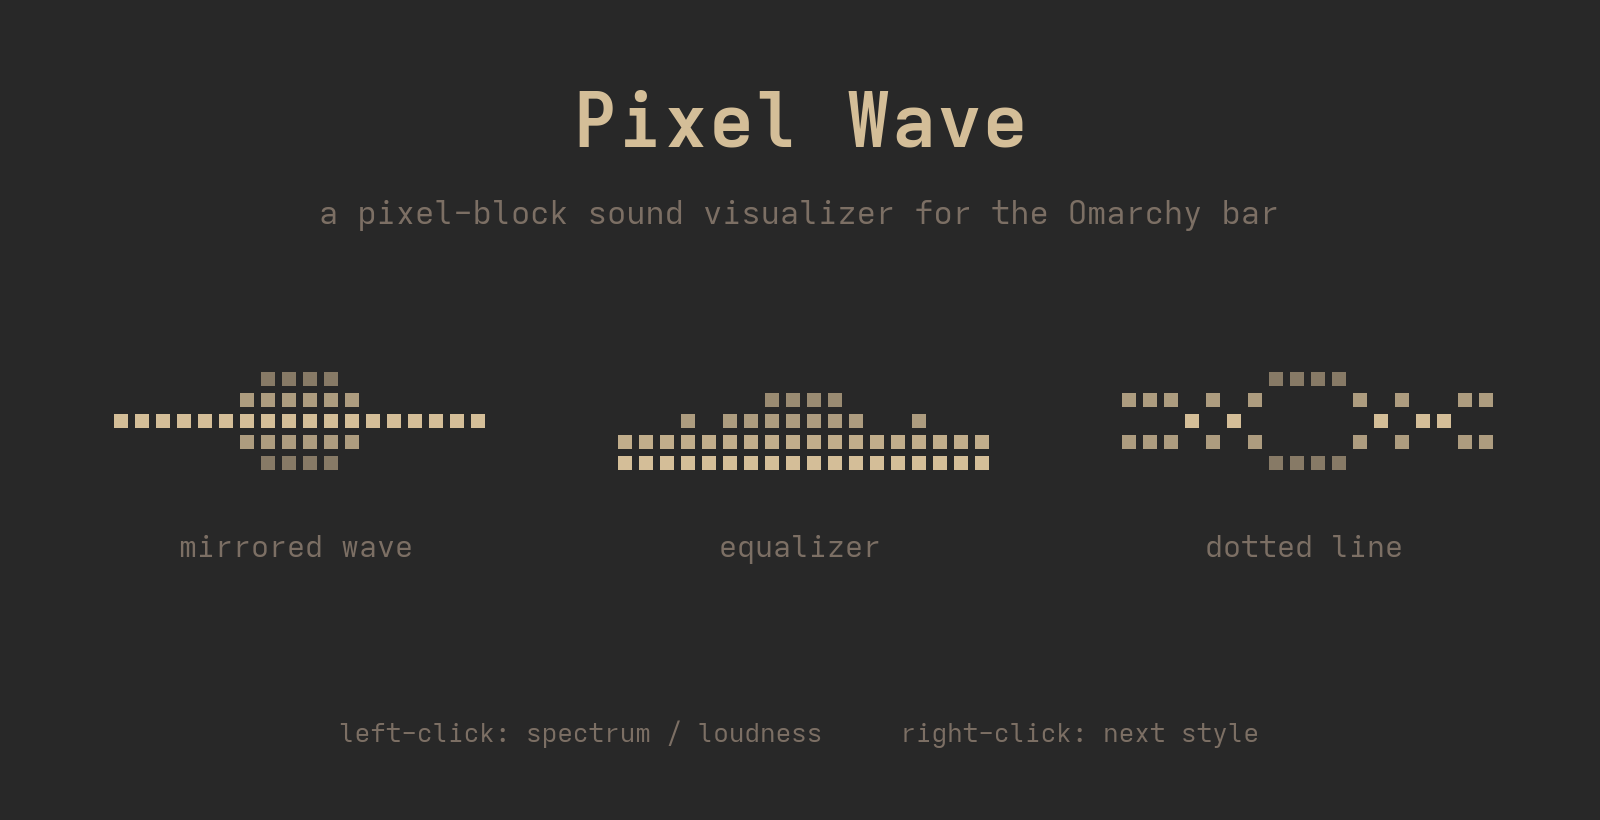 Pixel Wave
a pixel-block sound visualizer for the Omarchy bar
mirrored wave
equalizer
dotted line
left-click: spectrum / loudness
right-click: next style